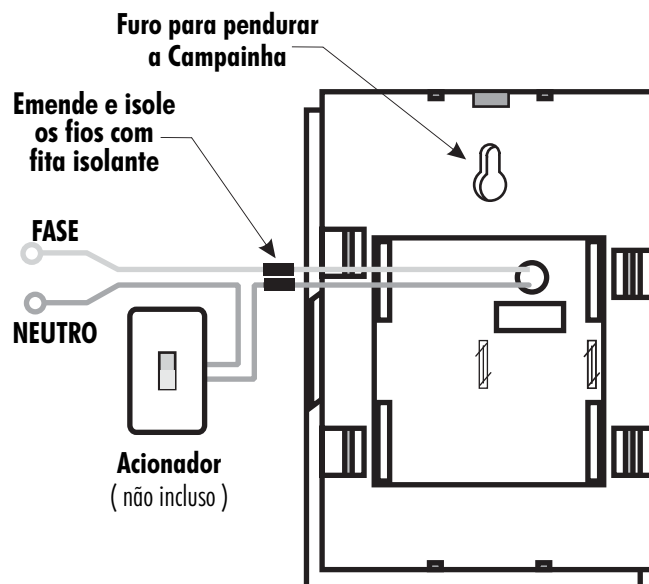 Furo para pendurar
a Campainha
Emende e isole
os fios com
fita isolante
FASE
NEUTRO
Acionador
( não incluso )